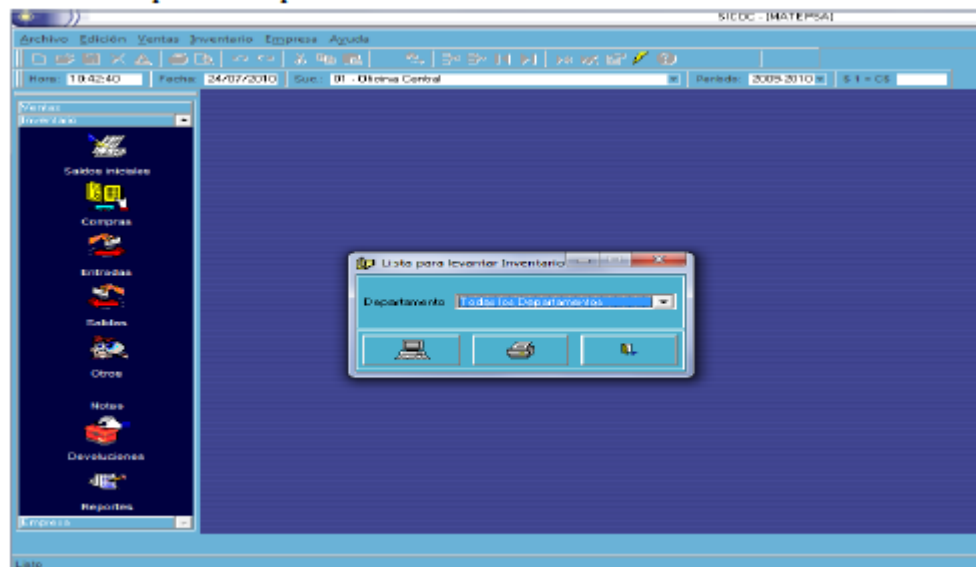 SICOC - [MATEPSA]
Archivo Edición Ventas Inventario Empresa Ayuda
Hora: 10:42:40 Fecha: 24/07/2010 Suc.: 01 - Oficina Central Periodo: 2009-2010 $ 1 = C$
Ventas
Inventario
Saldos iniciales
Compras
Entradas
Salidas
Otros
Notas
Devoluciones
Reportes
Empresa
Lista para levantar Inventario
Departamento Todos los Departamentos
Listo